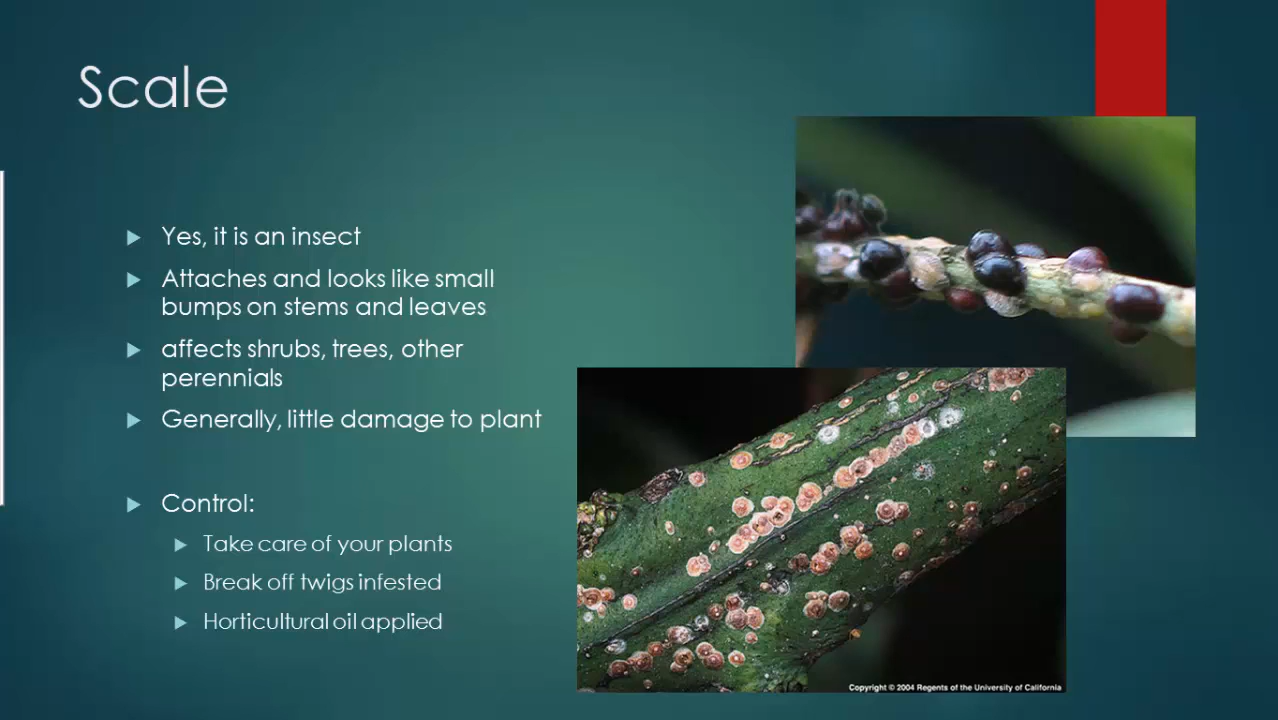 Scale
Yes, it is an insect
Attaches and looks like small
bumps on stems and leaves
affects shrubs, trees, other
perennials
Generally, little damage to plant
Control:
Take care of your plants
Break off twigs infested
Horticultural oil applied
Copyright © 2004 Regents of the University of California